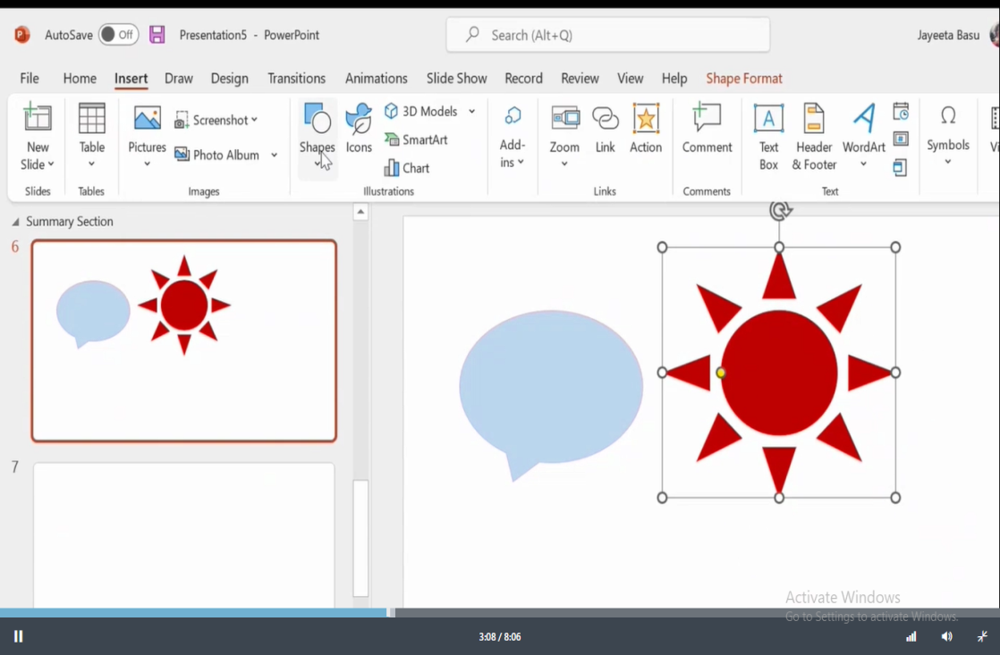 AutoSave Off Presentation5 - PowerPoint Search (Alt+Q) Jayeeta Basu
File Home Insert Draw Design Transitions Animations Slide Show Record Review View Help Shape Format
New Slide
Table
Pictures
Screenshot
Photo Album
Shapes
Icons
3D Models
SmartArt
Chart
Add-ins
Zoom
Link
Action
Comment
A
Text Box
Header & Footer
WordArt
Ω
Symbols
Slides Tables Images Illustrations Links Comments Text
Summary Section
6
7
Activate Windows
Go to Settings to activate Windows.
3:08 / 8:06